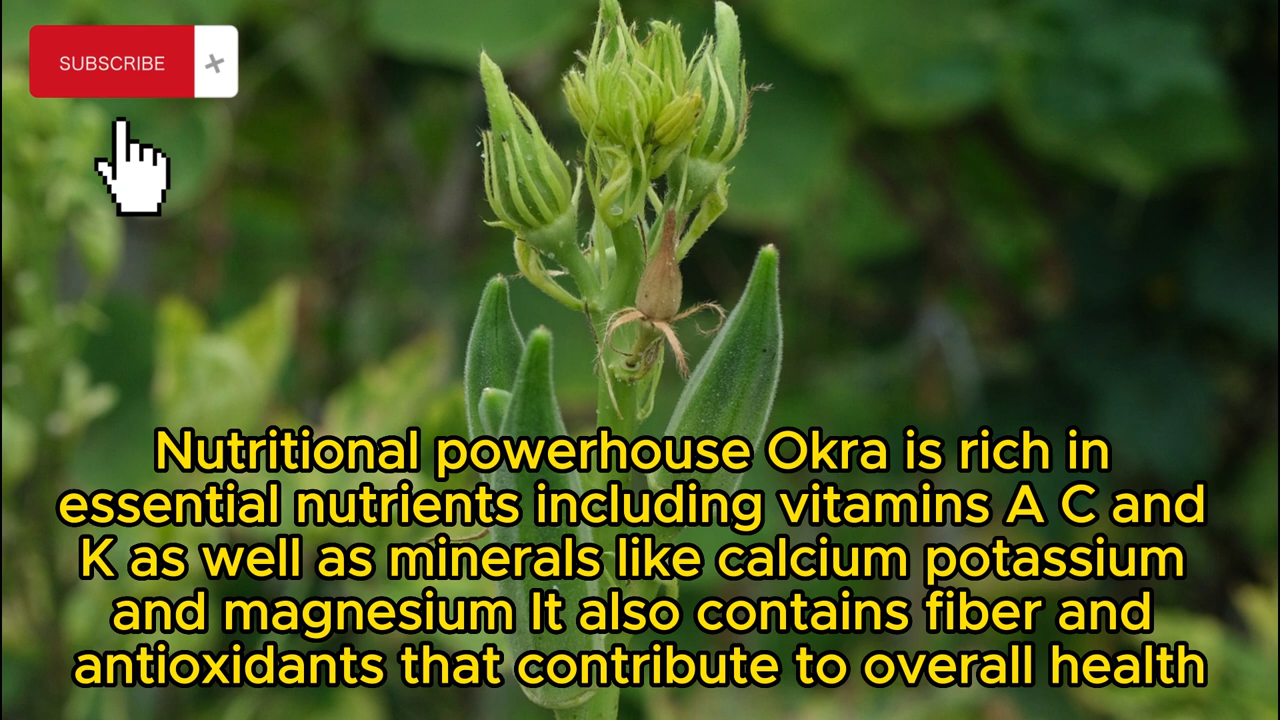 SUBSCRIBE
Nutritional powerhouse Okra is rich in
essential nutrients including vitamins A C and
K as well as minerals like calcium potassium
and magnesium It also contains fiber and
antioxidants that contribute to overall health